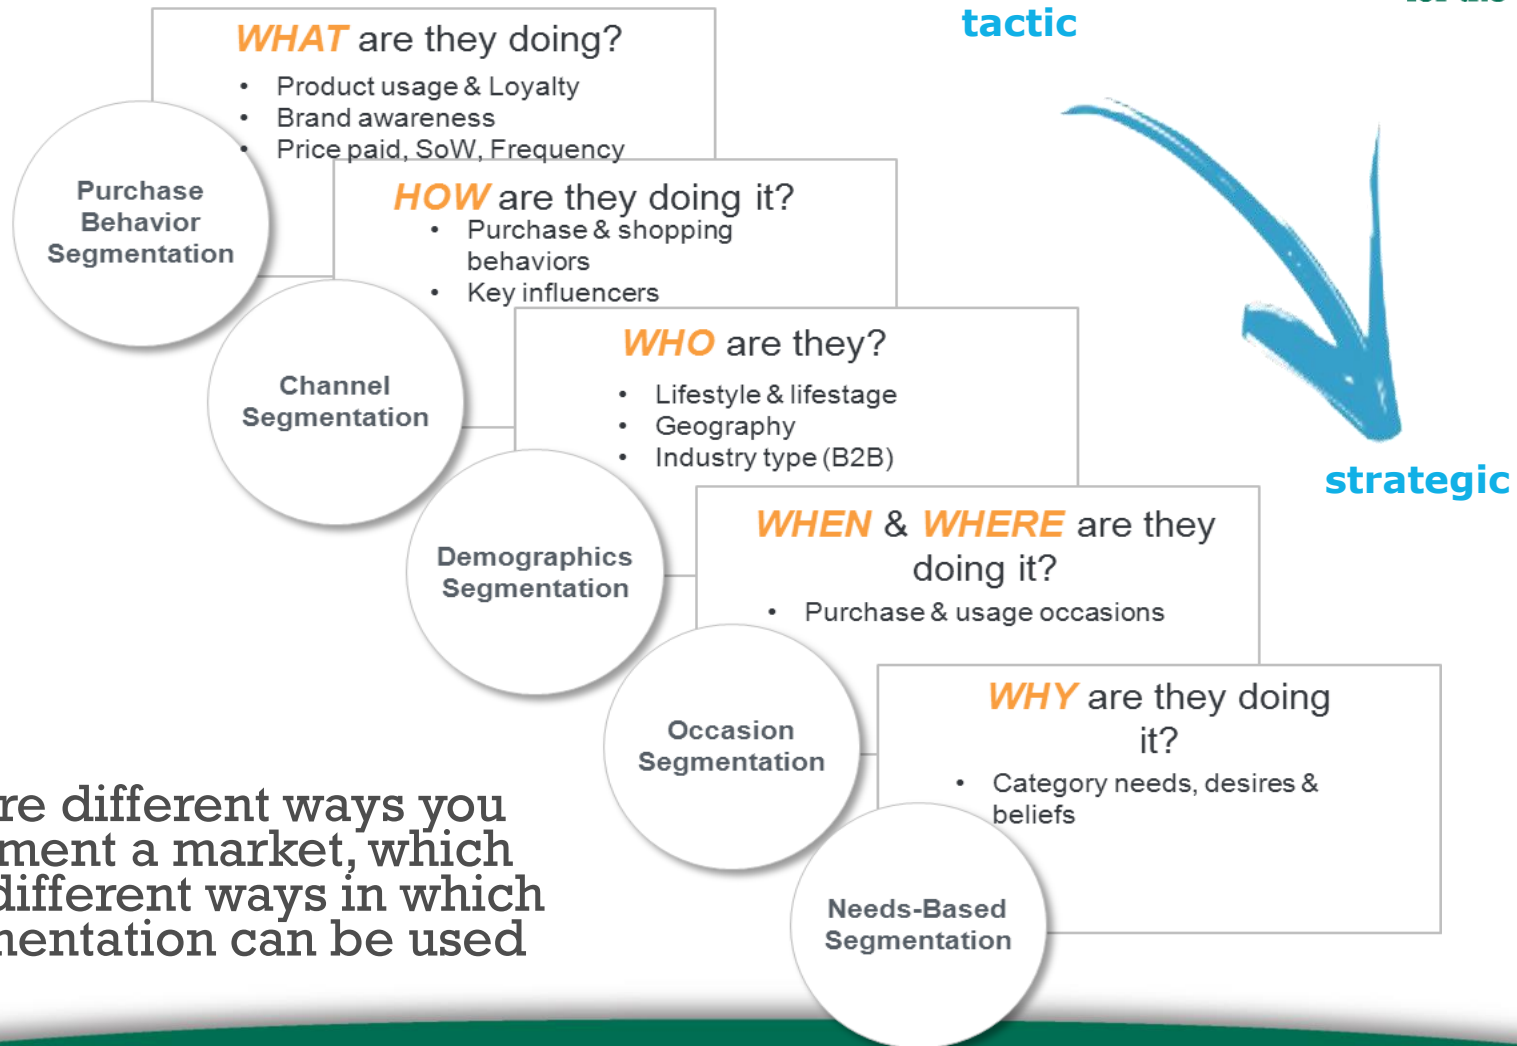 for the
tactic
WHAT are they doing?
• Product usage & Loyalty
• Brand awareness
• Price paid, SoW, Frequency
Purchase
Behavior
Segmentation
HOW are they doing it?
• Purchase & shopping
behaviors
• Key influencers
Channel
Segmentation
WHO are they?
• Lifestyle & lifestage
• Geography
• Industry type (B2B)
strategic
Demographics
Segmentation
WHEN & WHERE are they
doing it?
• Purchase & usage occasions
Occasion
Segmentation
WHY are they doing
it?
• Category needs, desires &
beliefs
Needs-Based
Segmentation
re different ways you
ment a market, which
different ways in which
mentation can be used